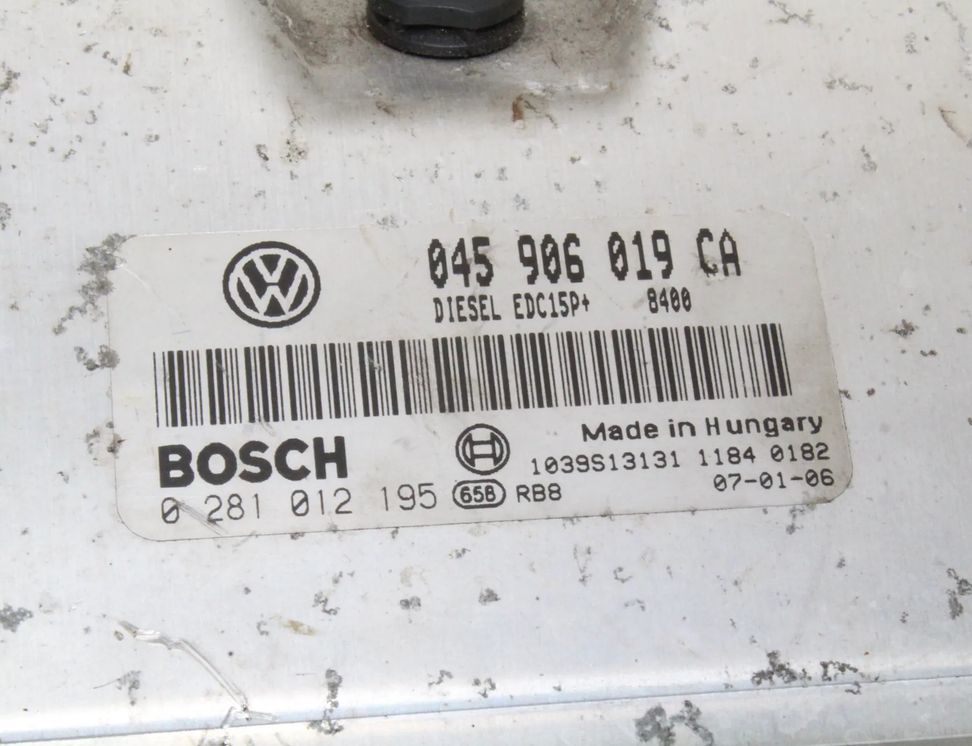 045 906 019 CA
DIESEL EDC15P+ 8400
BOSCH
Made in Hungary
1039S13131 1184 0182
0 281 012 195 658 RB8
07-01-06